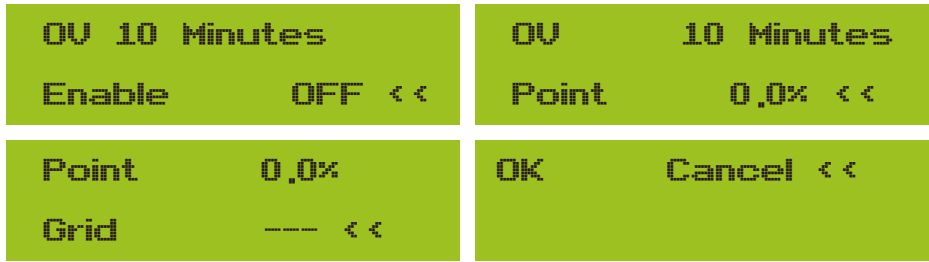 OV 10 Minutes
Enable OFF <<
OV 10 Minutes
Point 0.0% <<
Point 0.0%
Grid --- <<
OK Cancel <<